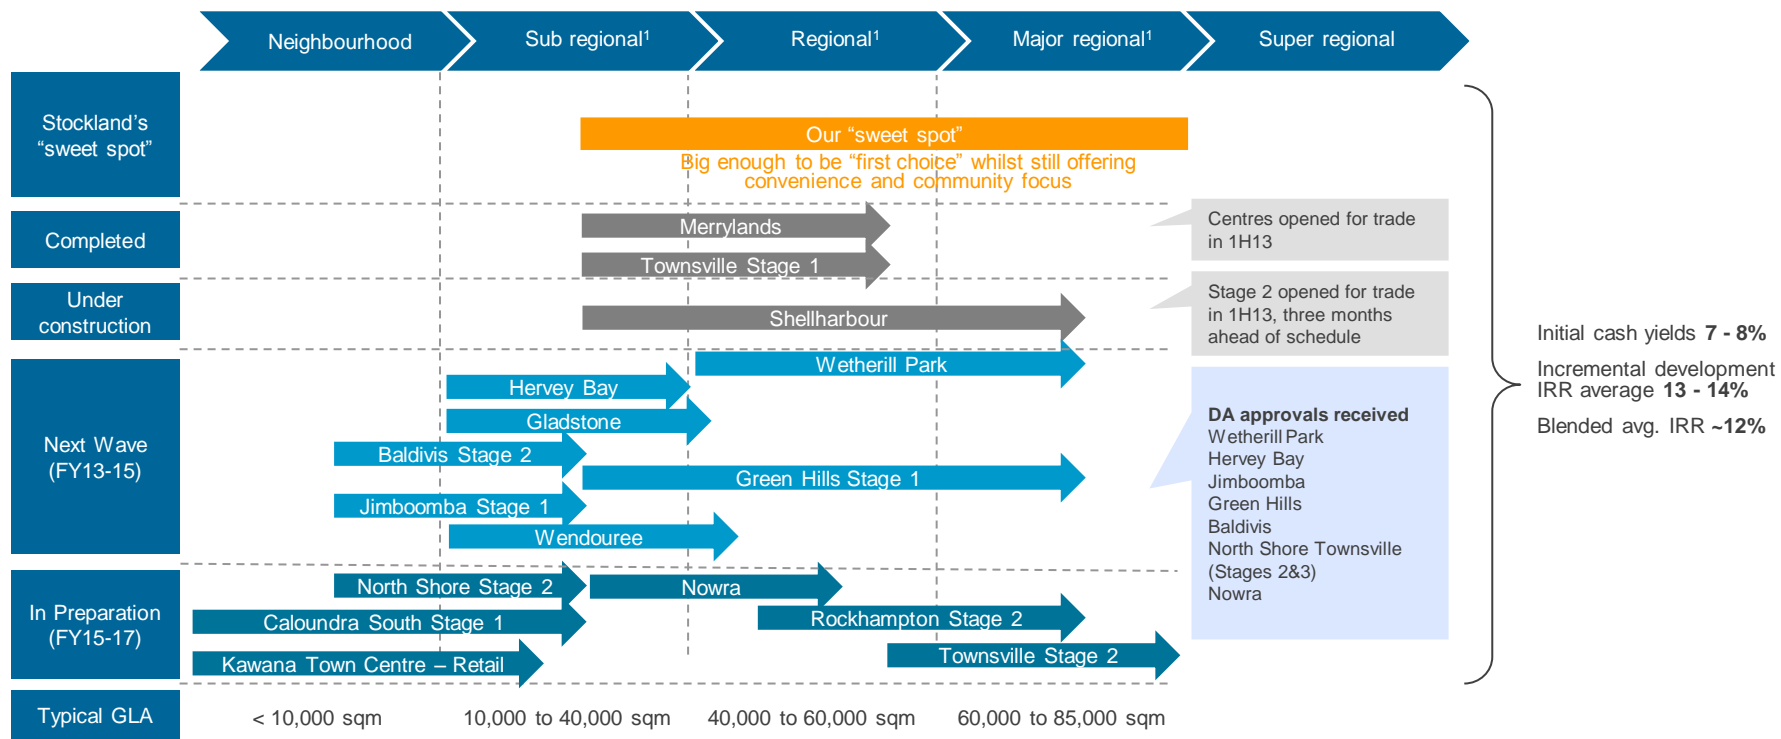 Neighbourhood
Sub regional¹
Regional¹
Major regional¹
Super regional
Stockland's
"sweet spot"
Our "sweet spot"
Big enough to be "first choice" whilst still offering
convenience and community focus
Completed
Merrylands
Townsville Stage 1
Centres opened for trade
in 1H13
Under
construction
Shellharbour
Stage 2 opened for trade
in 1H13, three months
ahead of schedule
Next Wave
(FY13-15)
Wetherill Park
Hervey Bay
Gladstone
Baldivis Stage 2
Green Hills Stage 1
Jimboomba Stage 1
Wendouree
DA approvals received
Wetherill Park
Hervey Bay
Jimboomba
Green Hills
Baldivis
North Shore Townsville
(Stages 2&3)
Nowra
In Preparation
(FY15-17)
North Shore Stage 2
Nowra
Caloundra South Stage 1
Rockhampton Stage 2
Kawana Town Centre – Retail
Townsville Stage 2
Initial cash yields 7 - 8%
Incremental development
IRR average 13 - 14%
Blended avg. IRR ~12%
Typical GLA
< 10,000 sqm
10,000 to 40,000 sqm
40,000 to 60,000 sqm
60,000 to 85,000 sqm